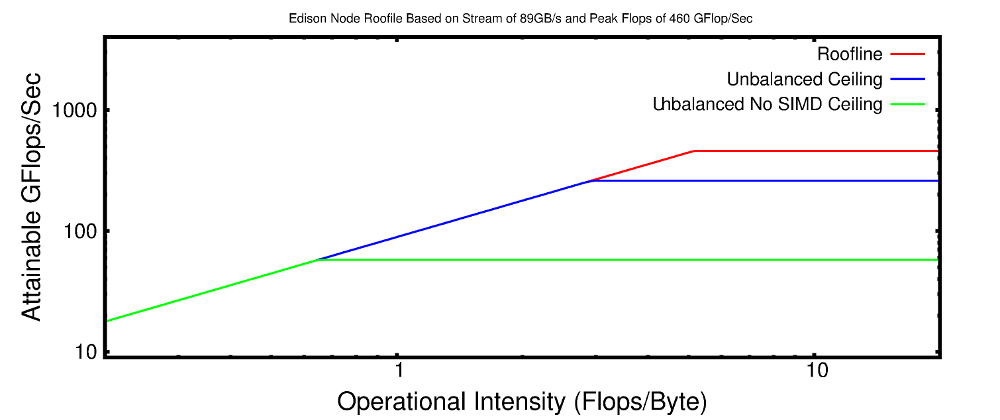 Edison Node Roofile Based on Stream of 89GB/s and Peak Flops of 460 GFlop/Sec
Roofline
Unbalanced Ceiling
Unbalanced No SIMD Ceiling
Attainable GFlops/Sec
1000
100
10
1
10
Operational Intensity (Flops/Byte)